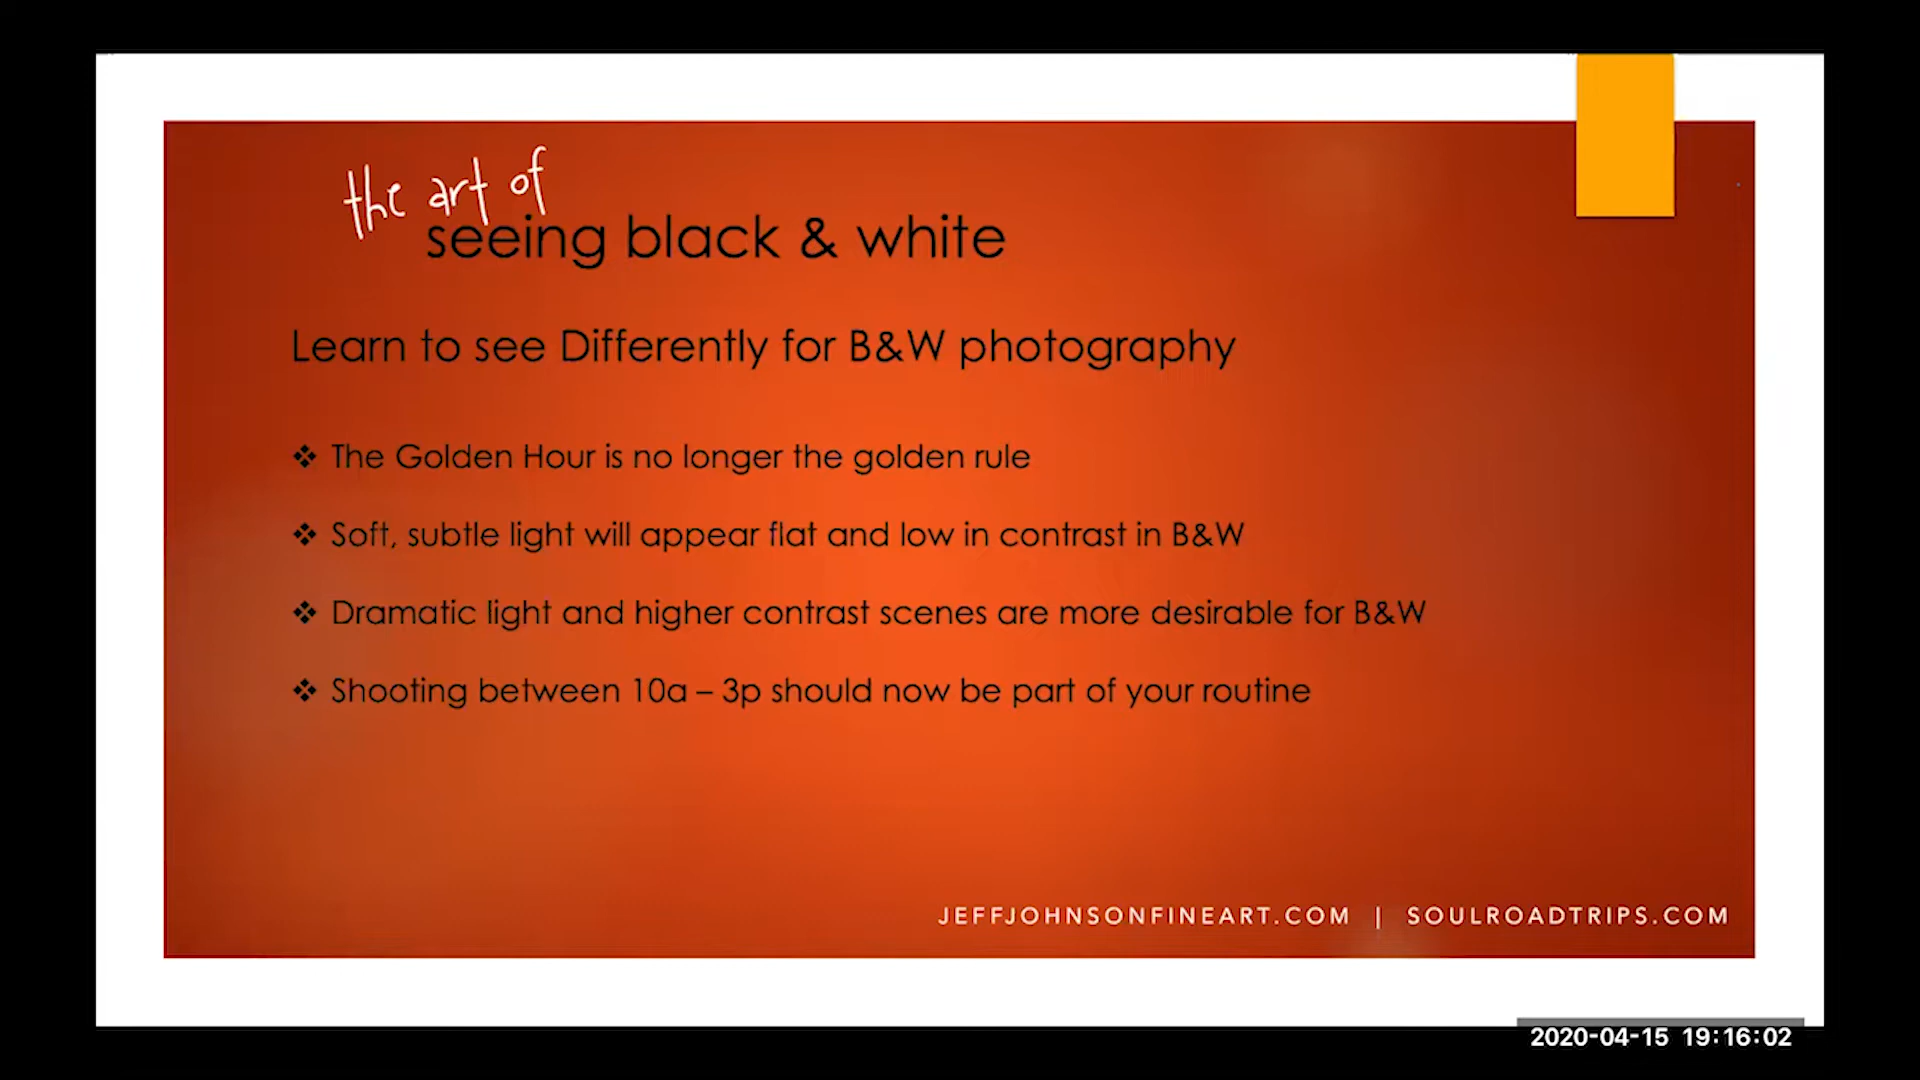 the art of
seeing black & white
Learn to see Differently for B&W photography
❖ The Golden Hour is no longer the golden rule
❖ Soft, subtle light will appear flat and low in contrast in B&W
❖ Dramatic light and higher contrast scenes are more desirable for B&W
❖ Shooting between 10a – 3p should now be part of your routine
JEFFJOHNSONFINEART.COM | SOULROADTRIPS.COM
2020-04-15 19:16:02